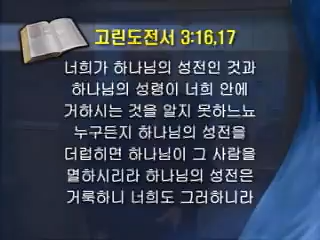 고린도전서 3:16,17
너희가 하나님의 성전인 것과
하나님의 성령이 너희 안에
거하시는 것을 알지 못하느뇨
누구든지 하나님의 성전을
더럽히면 하나님이 그 사람을
멸하시리라 하나님의 성전은
거룩하니 너희도 그러하니라